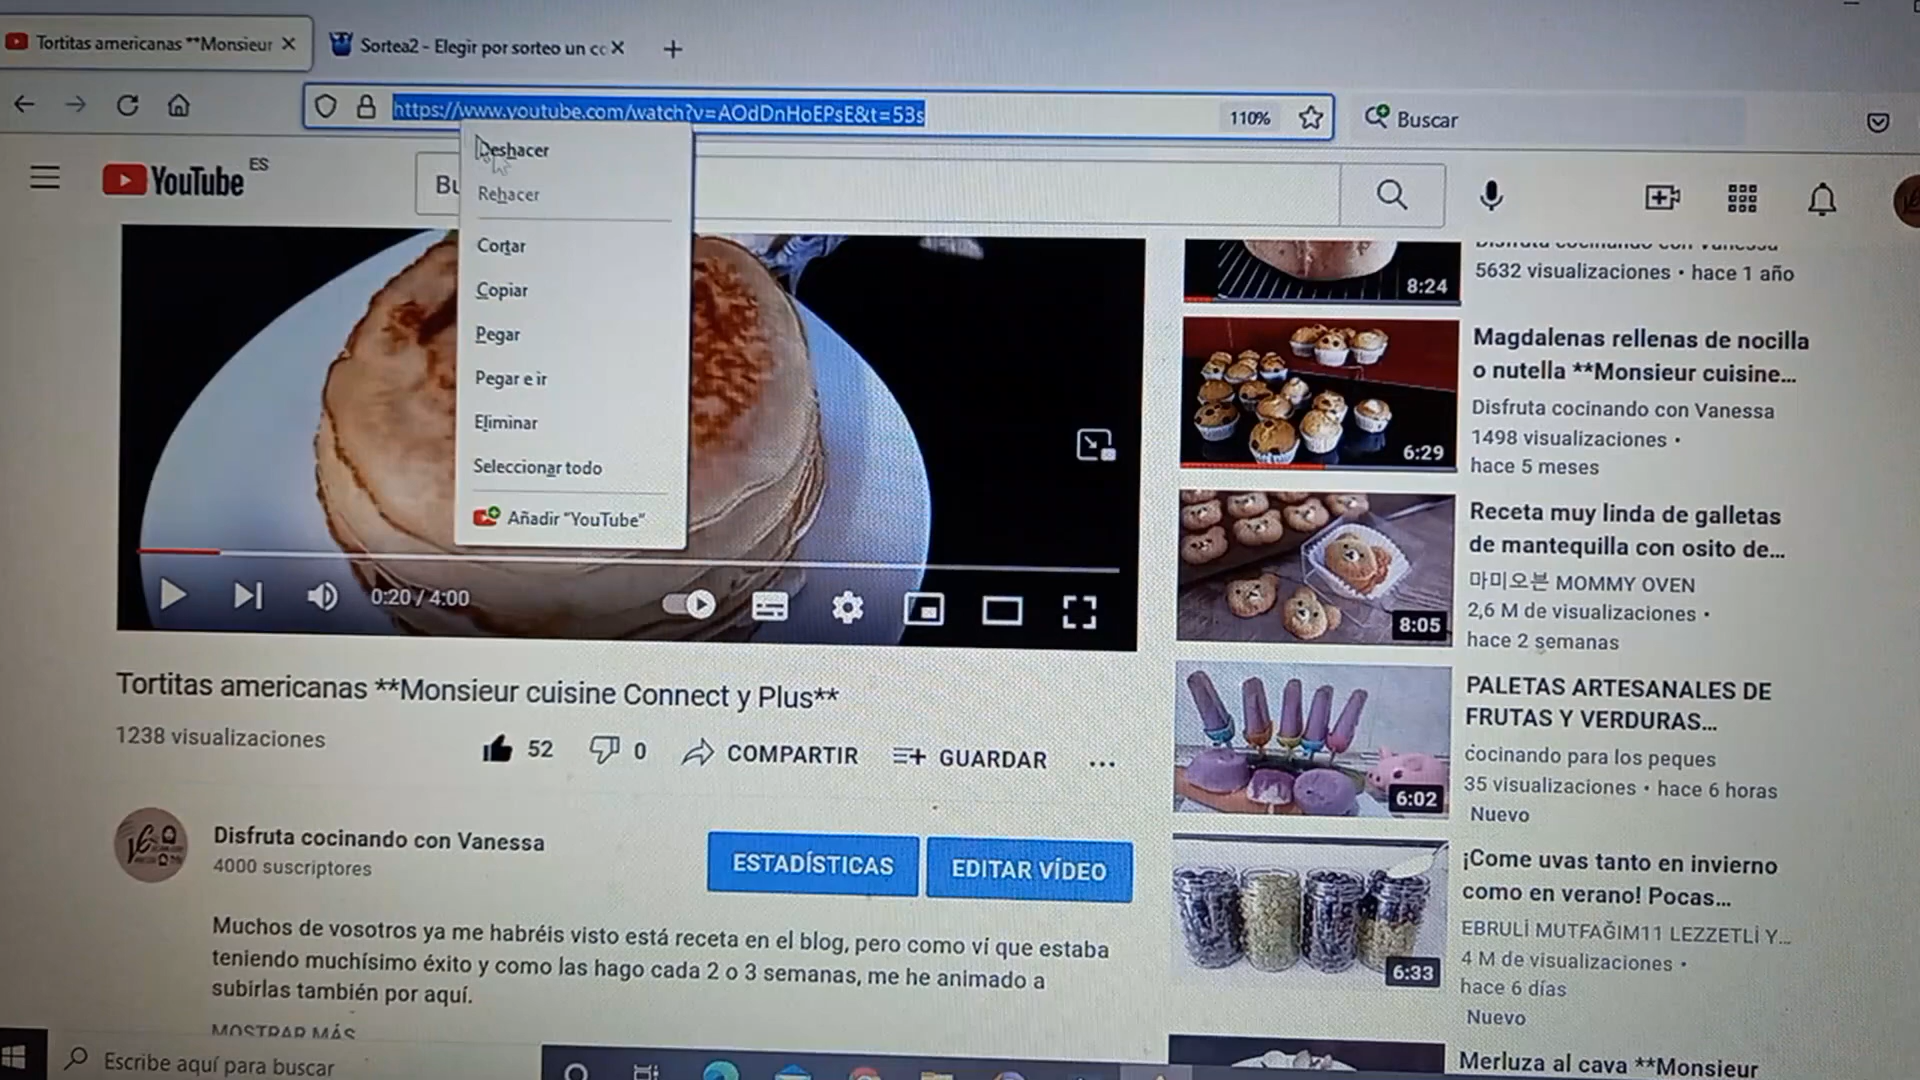 Tortitas americanas **Monsieur
Sortea2 - Elegir por sorteo un co
https://www.youtube.com/watch?v=AOdDnHoEPsE&t=53s
110%
Buscar
Deshacer
Rehacer
Cortar
Copiar
Pegar
Pegar e ir
Eliminar
Seleccionar todo
Añadir "YouTube"
YouTube ES
Bu
0:20 / 4:00
Tortitas americanas **Monsieur cuisine Connect y Plus**
1238 visualizaciones
52
0
COMPARTIR
GUARDAR
Disfruta cocinando con Vanessa
4000 suscriptores
ESTADÍSTICAS
EDITAR VÍDEO
Muchos de vosotros ya me habréis visto está receta en el blog, pero como ví que estaba
teniendo muchísimo éxito y como las hago cada 2 o 3 semanas, me he animado a
subirlas también por aquí.
MOSTRAR MÁS
Disfruta cocinando con Vanessa
5632 visualizaciones • hace 1 año
8:24
Magdalenas rellenas de nocilla
o nutella **Monsieur cuisine...
Disfruta cocinando con Vanessa
1498 visualizaciones •
hace 5 meses
6:29
Receta muy linda de galletas
de mantequilla con osito de...
마미오븐 MOMMY OVEN
2,6 M de visualizaciones •
hace 2 semanas
8:05
PALETAS ARTESANALES DE
FRUTAS Y VERDURAS...
cocinando para los peques
35 visualizaciones • hace 6 horas
Nuevo
6:02
¡Come uvas tanto en invierno
como en verano! Pocas...
EBRULİ MUTFAĞIM11 LEZZETLİ Y...
4 M de visualizaciones •
hace 6 días
Nuevo
6:33
Merluza al cava **Monsieur
Escribe aquí para buscar